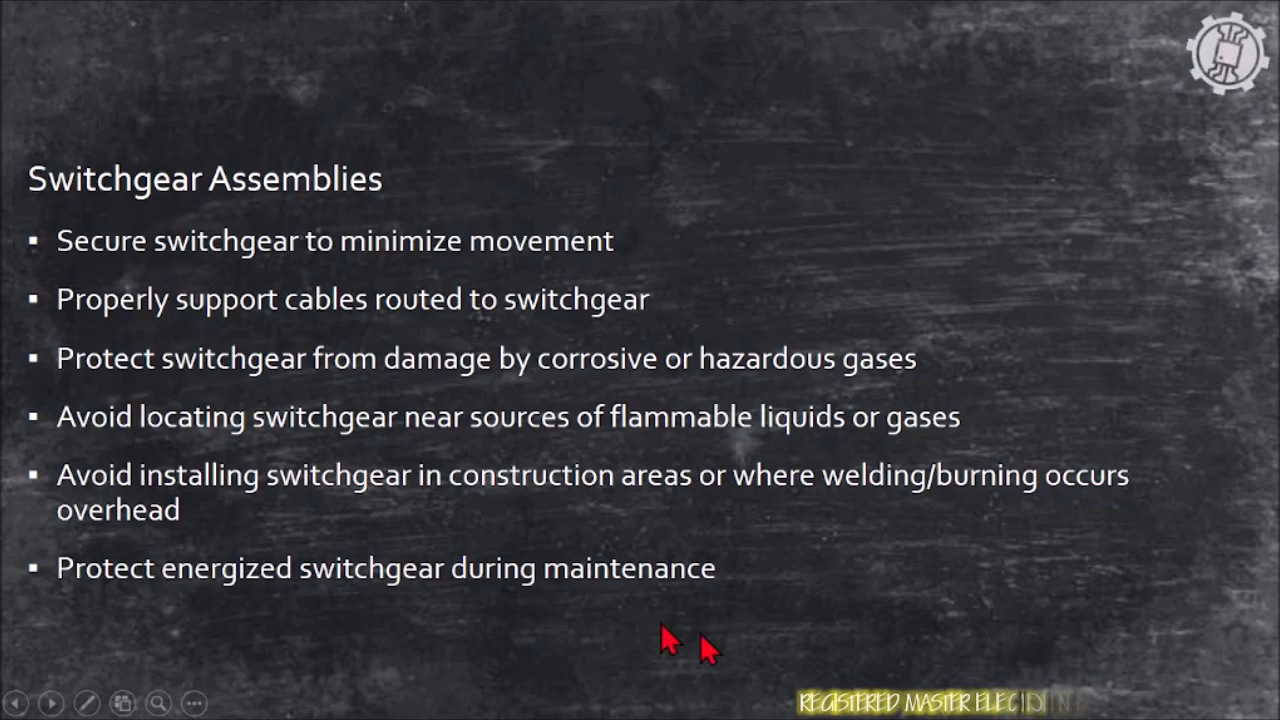 Switchgear Assemblies
▪ Secure switchgear to minimize movement
▪ Properly support cables routed to switchgear
▪ Protect switchgear from damage by corrosive or hazardous gases
▪ Avoid locating switchgear near sources of flammable liquids or gases
▪ Avoid installing switchgear in construction areas or where welding/burning occurs
overhead
▪ Protect energized switchgear during maintenance
REGISTERED MASTER